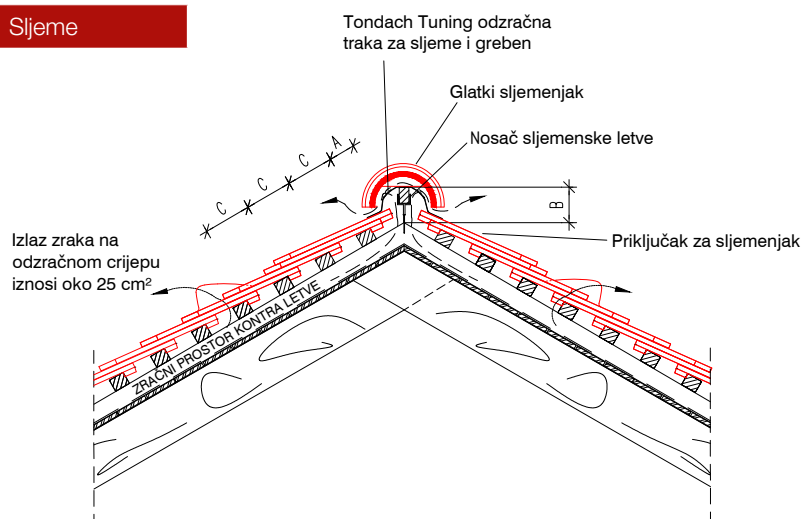 Sljeme
Tondach Tuning odzračna
traka za sljeme i greben
Glatki sljemenjak
Nosač sljemenske letve
A
C
C
C
B
Priključak za sljemenjak
Izlaz zraka na
odzračnom crijepu
iznosi oko 25 cm²
ZRAČNI PROSTOR KONTRA LETVE